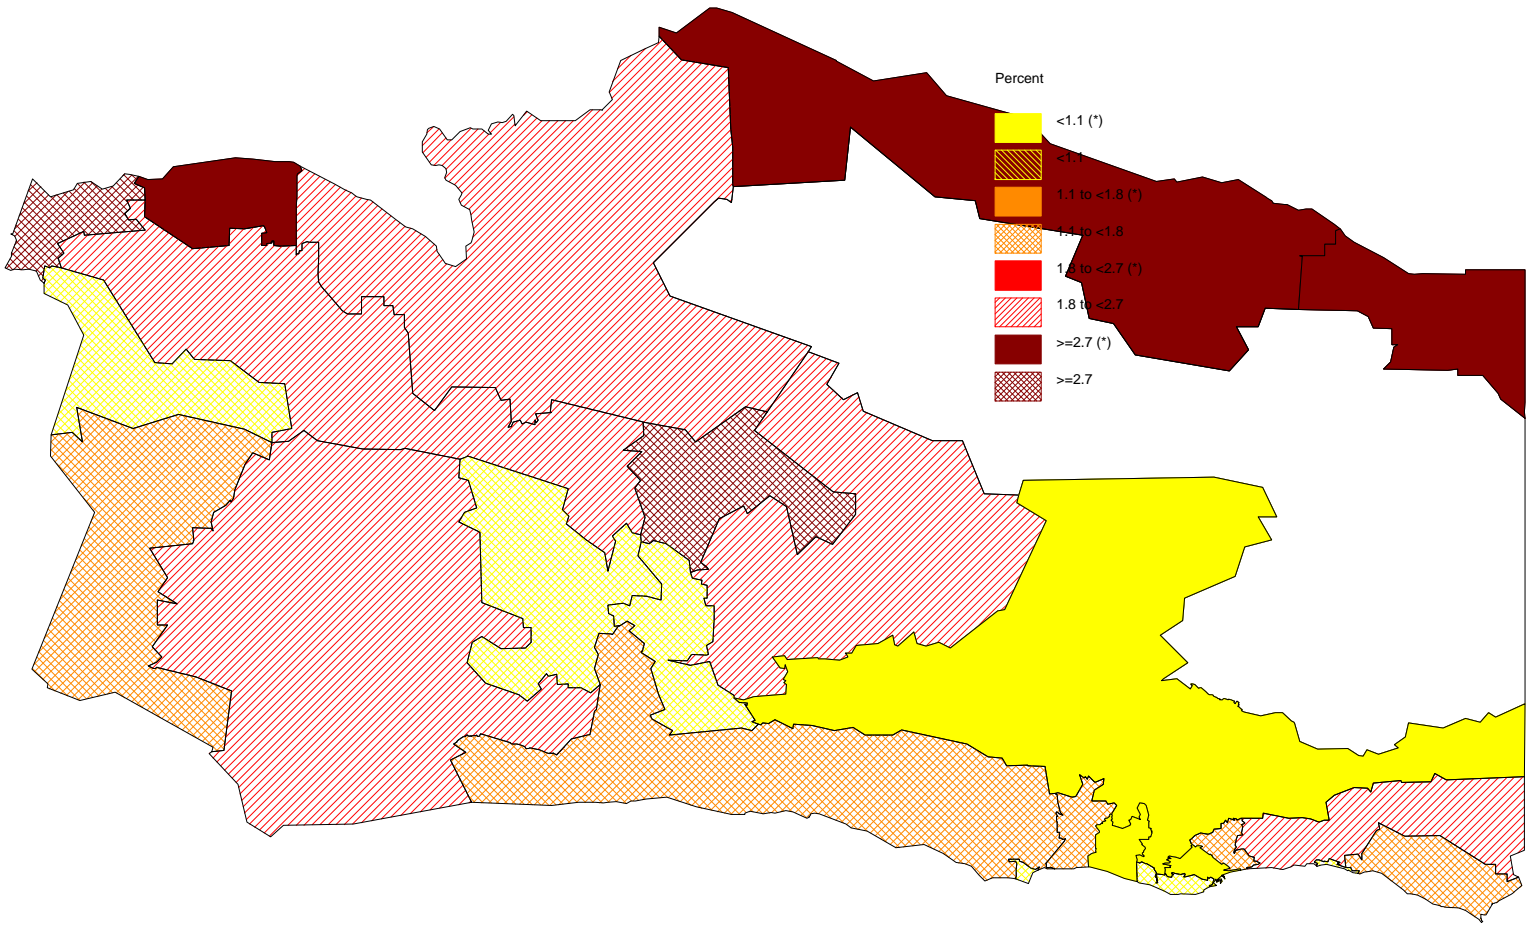 Percent
<1.1 (*)
<1.1
1.1 to <1.8 (*)
1.1 to <1.8
1.8 to <2.7 (*)
1.8 to <2.7
>=2.7 (*)
>=2.7